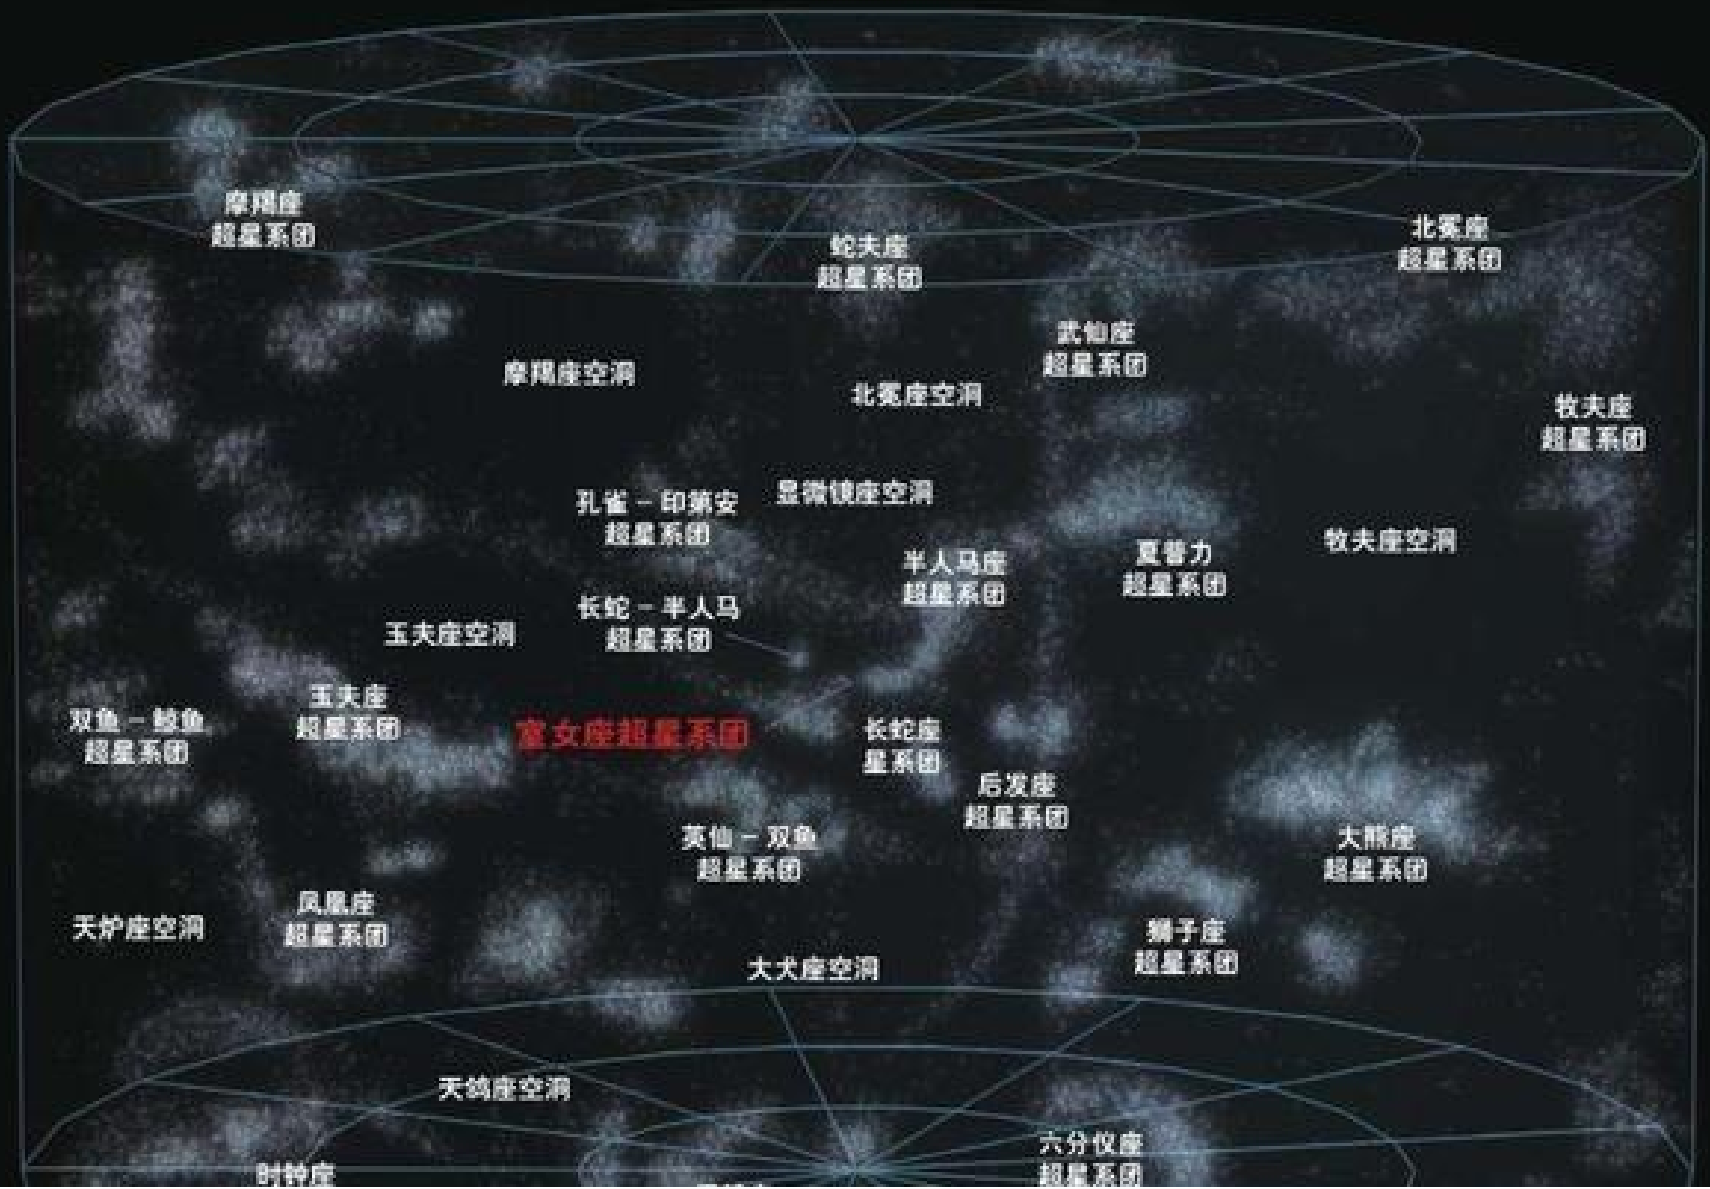 摩羯座
超星系团
蛇夫座
超星系团
北冕座
超星系团
武仙座
超星系团
摩羯座空洞
北冕座空洞
牧夫座
超星系团
孔雀－印第安
超星系团
显微镜座空洞
半人马座
超星系团
夏普力
超星系团
牧夫座空洞
长蛇－半人马
超星系团
玉夫座空洞
玉夫座
超星系团
双鱼－鲸鱼
超星系团
室女座超星系团
长蛇座
星系团
后发座
超星系团
英仙－双鱼
超星系团
大熊座
超星系团
凤凰座
超星系团
天炉座空洞
狮子座
超星系团
大犬座空洞
天鸽座空洞
六分仪座
超星系团
时钟座